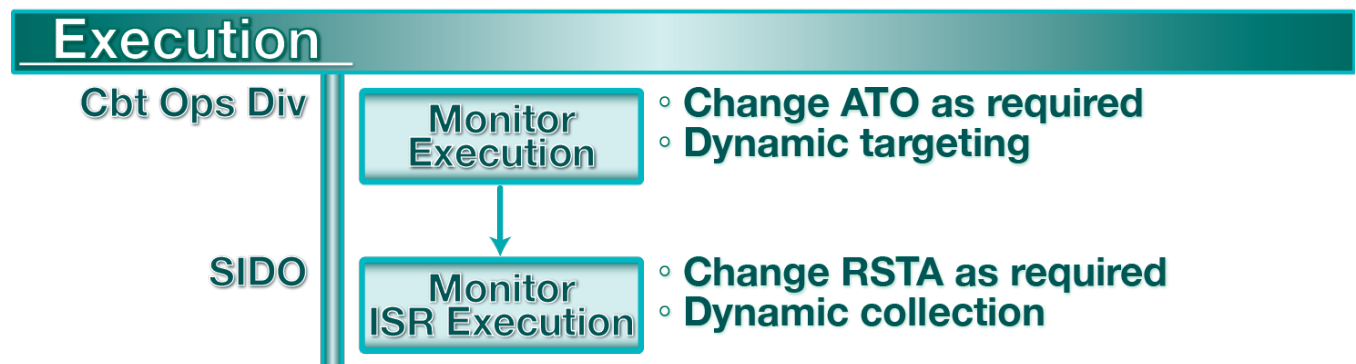 Execution
Cbt Ops Div
Monitor
Execution
◦ Change ATO as required
◦ Dynamic targeting
SIDO
Monitor
ISR Execution
◦ Change RSTA as required
◦ Dynamic collection